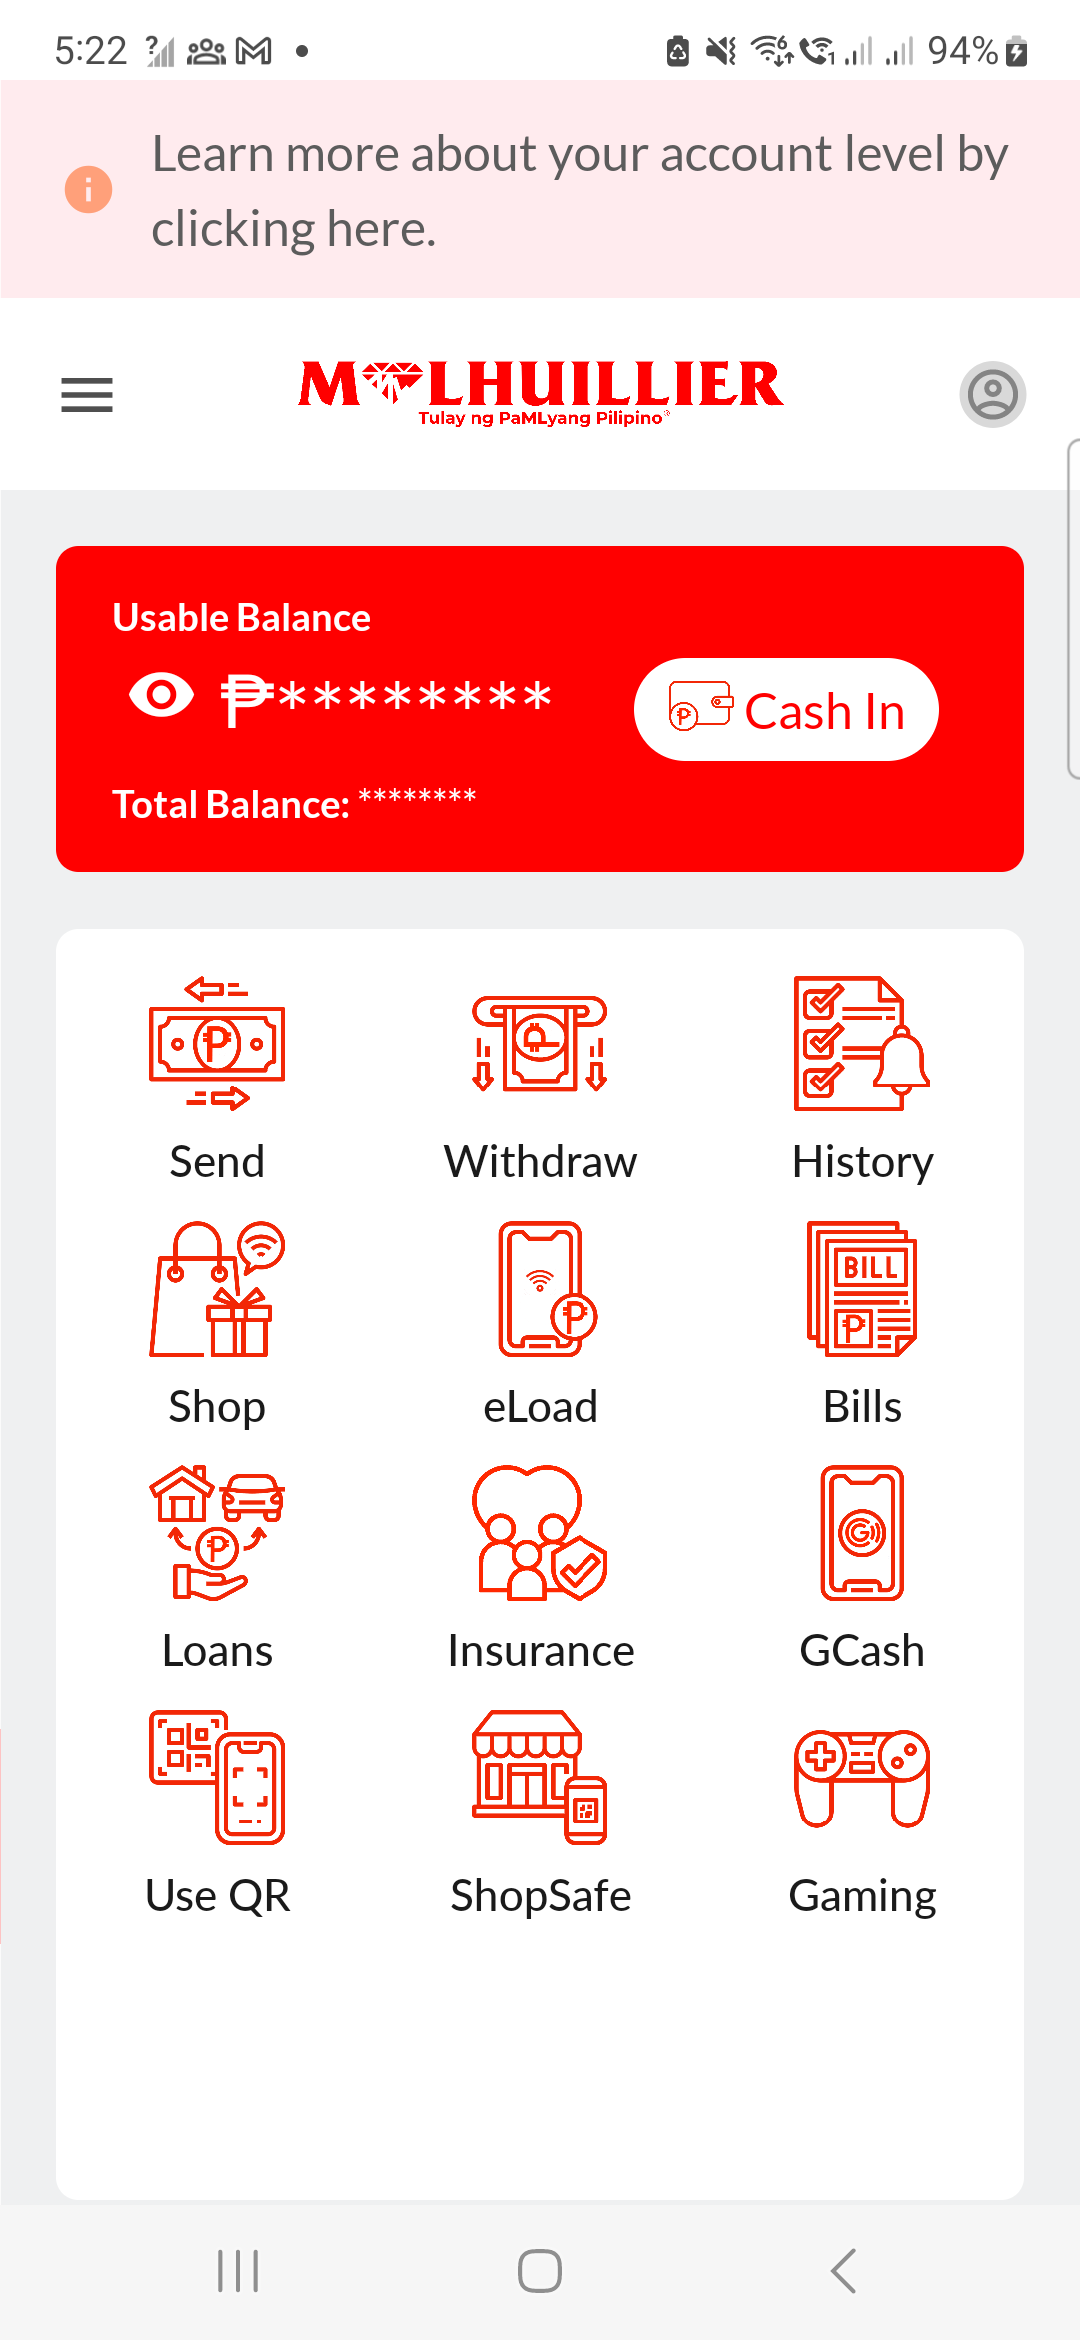 5:22
94%
Learn more about your account level by
clicking here.
M LHUILLIER
Tulay ng PaMLyang Pilipino®
Usable Balance
₱********
Cash In
Total Balance: ********
Send Withdraw History
BILL
Shop eLoad Bills
Loans Insurance GCash
Use QR ShopSafe Gaming